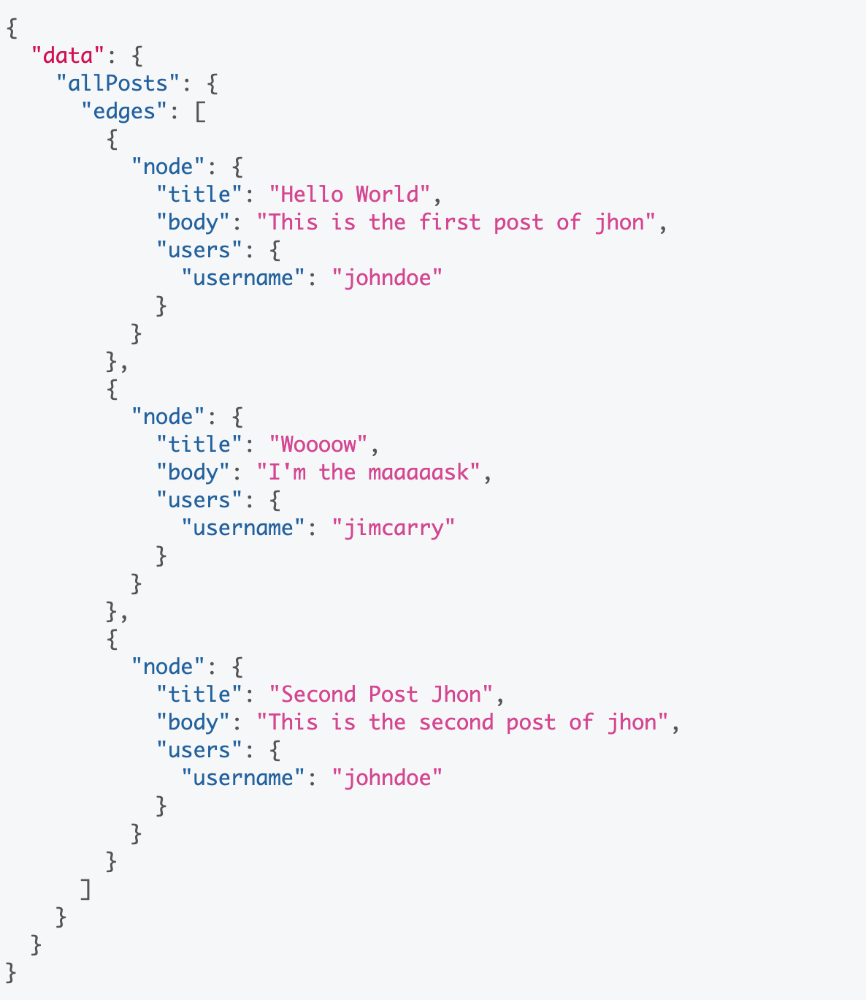 {
  "data": {
    "allPosts": {
      "edges": [
        {
          "node": {
            "title": "Hello World",
            "body": "This is the first post of jhon",
            "users": {
              "username": "johndoe"
            }
          }
        },
        {
          "node": {
            "title": "Woooow",
            "body": "I'm the maaaaask",
            "users": {
              "username": "jimcarry"
            }
          }
        },
        {
          "node": {
            "title": "Second Post Jhon",
            "body": "This is the second post of jhon",
            "users": {
              "username": "johndoe"
            }
          }
        }
      ]
    }
  }
}